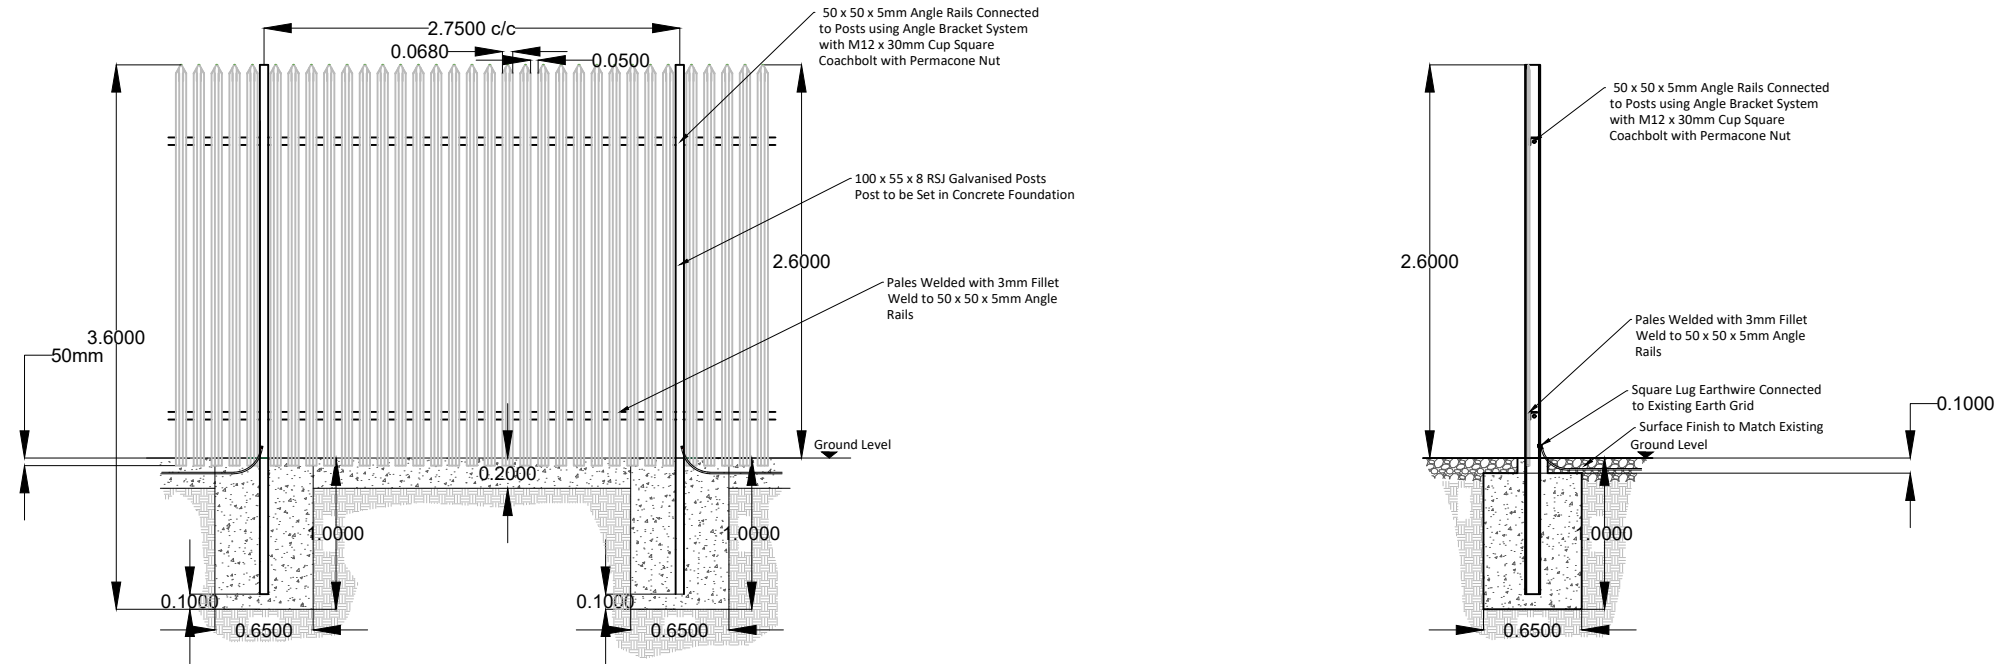 2.7500 c/c
0.0680
0.0500
50 x 50 x 5mm Angle Rails Connected
to Posts using Angle Bracket System
with M12 x 30mm Cup Square
Coachbolt with Permacone Nut
100 x 55 x 8 RSJ Galvanised Posts
Post to be Set in Concrete Foundation
2.6000
Pales Welded with 3mm Fillet
Weld to 50 x 50 x 5mm Angle
Rails
3.6000
50mm
Ground Level
0.2000
1.0000
1.0000
0.1000
0.1000
0.6500
0.6500
50 x 50 x 5mm Angle Rails Connected
to Posts using Angle Bracket System
with M12 x 30mm Cup Square
Coachbolt with Permacone Nut
2.6000
Pales Welded with 3mm Fillet
Weld to 50 x 50 x 5mm Angle
Rails
Square Lug Earthwire Connected
to Existing Earth Grid
0.1000
Surface Finish to Match Existing
Ground Level
1.0000
0.6500